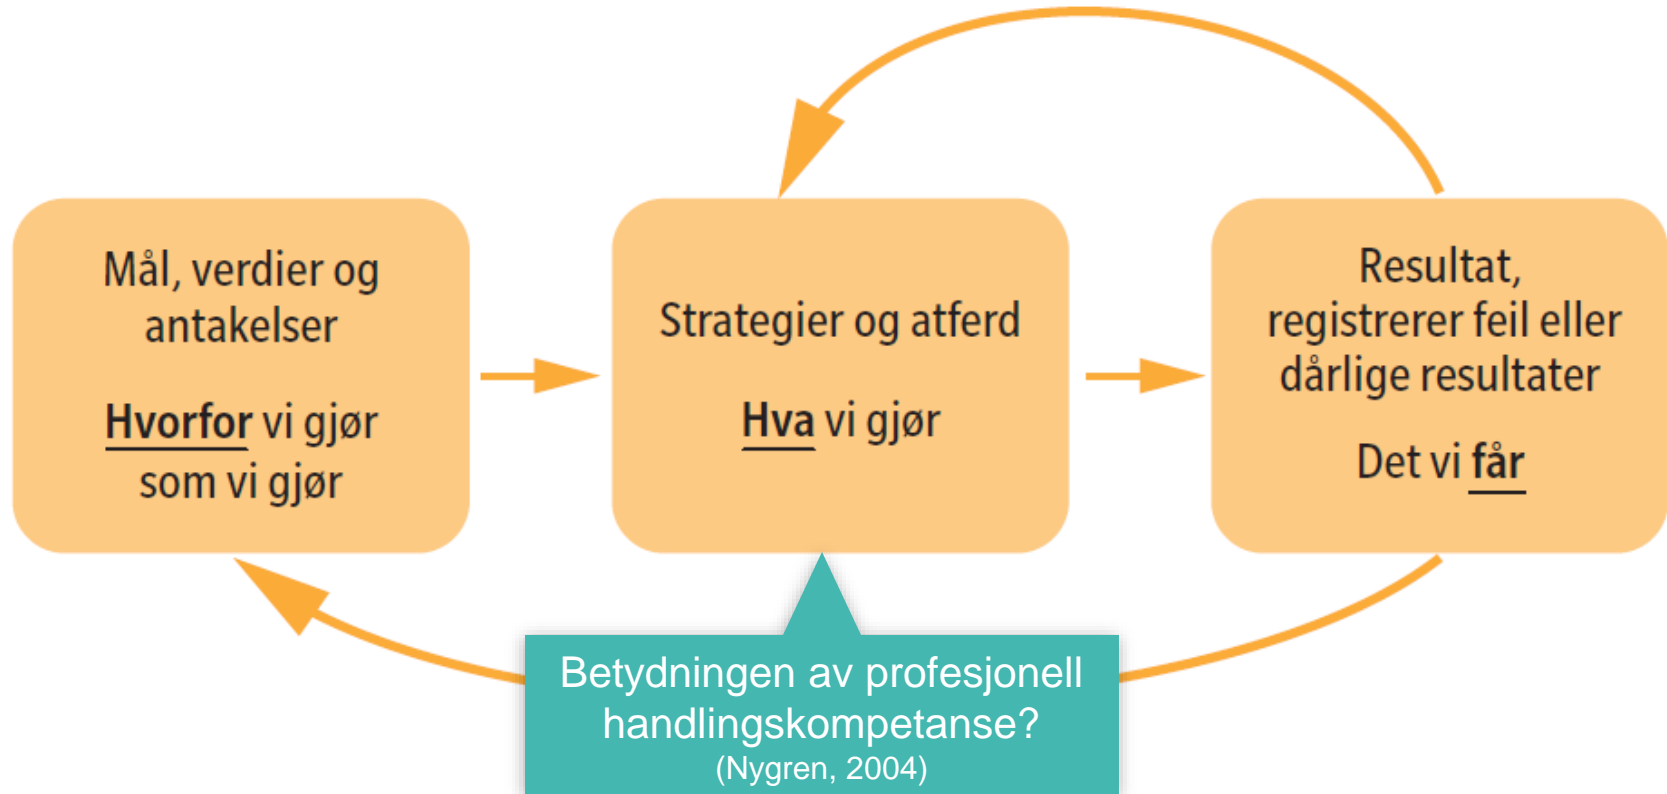 Mål, verdier og
antakelser
Hvorfor vi gjør
som vi gjør
Strategier og atferd
Hva vi gjør
Resultat,
registrerer feil eller
dårlige resultater
Det vi får
Betydningen av profesjonell
handlingskompetanse?
(Nygren, 2004)